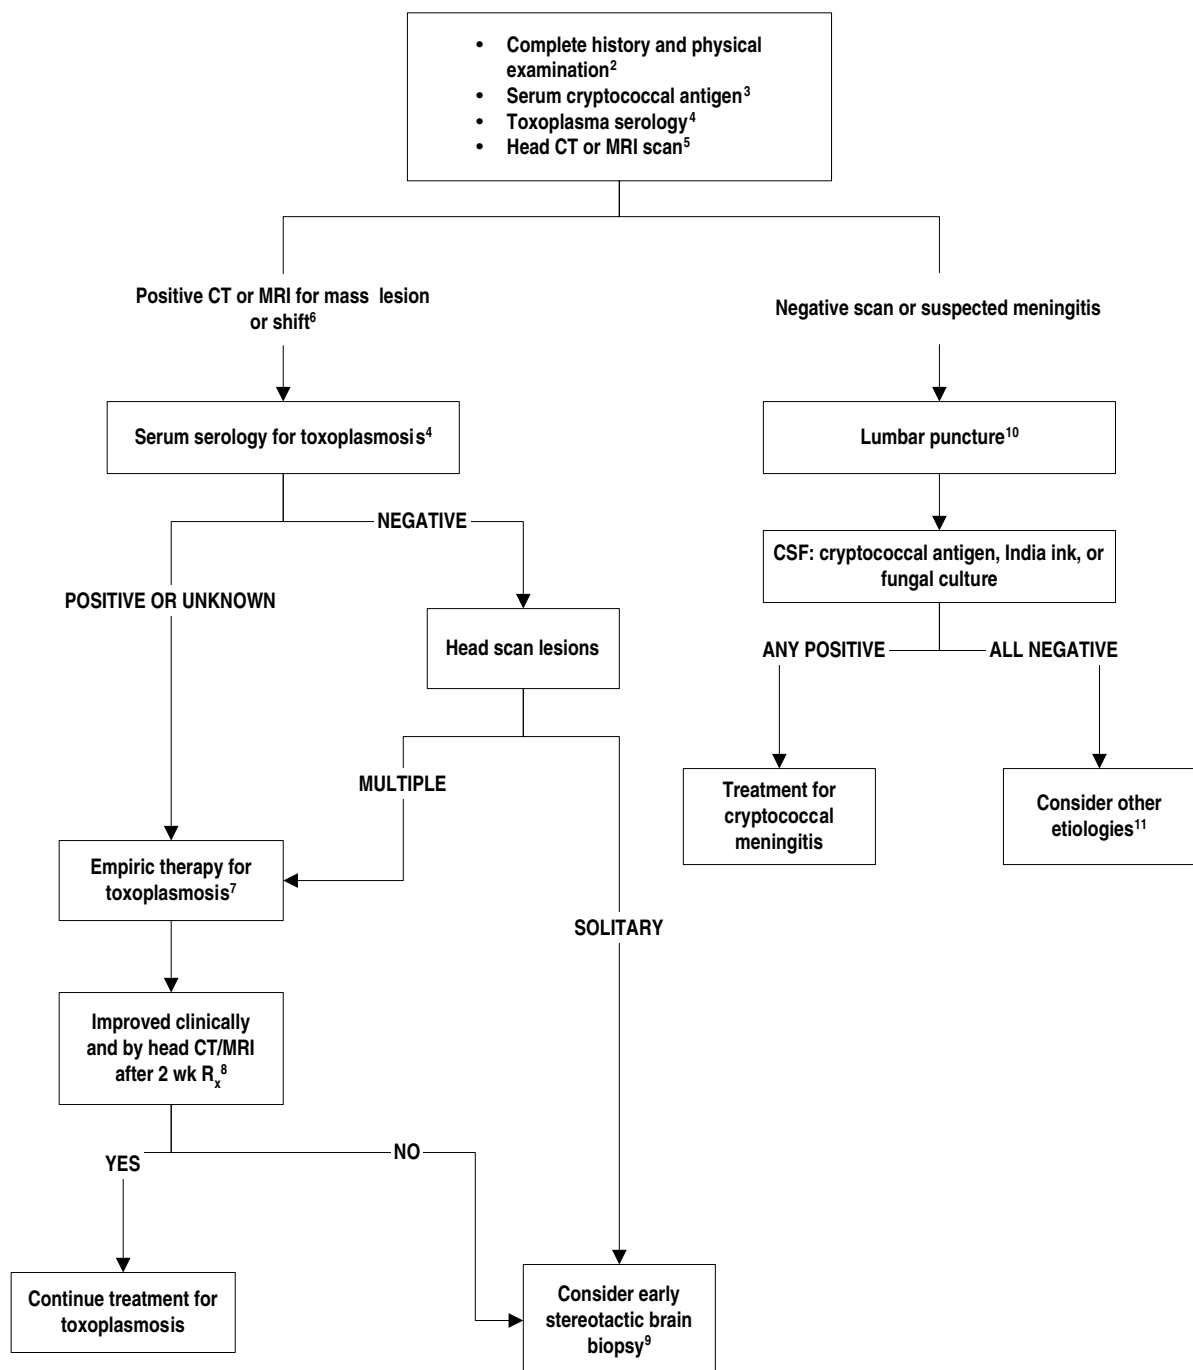 • Complete history and physical
examination2
• Serum cryptococcal antigen3
• Toxoplasma serology4
• Head CT or MRI scan5
Positive CT or MRI for mass lesion
or shift6
Negative scan or suspected meningitis
Serum serology for toxoplasmosis4
Lumbar puncture10
NEGATIVE
CSF: cryptococcal antigen, India ink, or
fungal culture
POSITIVE OR UNKNOWN
Head scan lesions
ANY POSITIVE
ALL NEGATIVE
MULTIPLE
Treatment for
cryptococcal
meningitis
Consider other
etiologies11
Empiric therapy for
toxoplasmosis7
SOLITARY
Improved clinically
and by head CT/MRI
after 2 wk Rx8
YES
NO
Continue treatment for
toxoplasmosis
Consider early
stereotactic brain
biopsy9